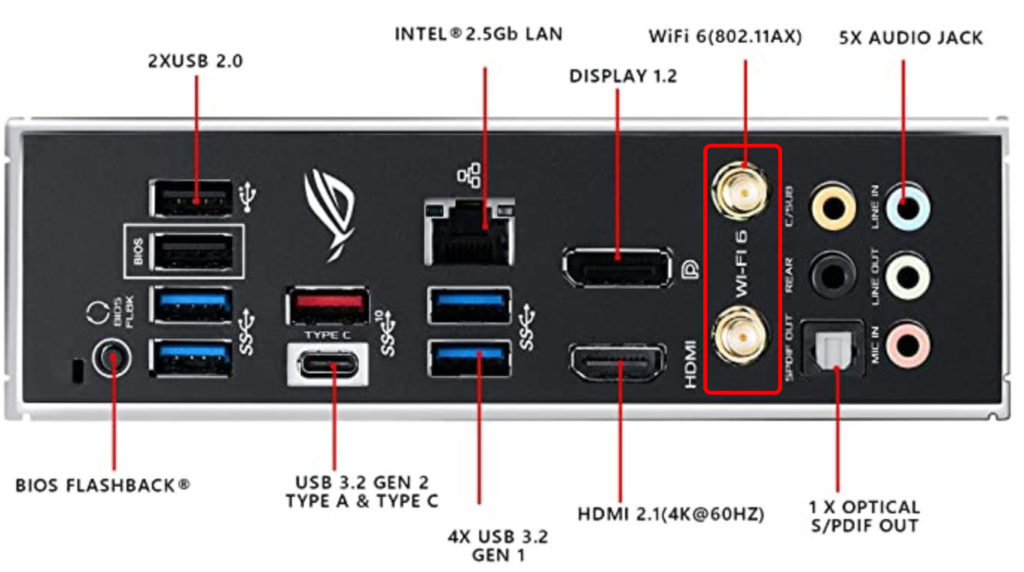 INTEL® 2.5Gb LAN
WiFi 6(802.11AX)
5X AUDIO JACK
2XUSB 2.0
DISPLAY 1.2
BIOS
BIOS
FLBK
TYPE C
SS
10
SS
SS
HDMI
WI-FI 6
C/SUB
REAR
SPDIF OUT
LINE IN
LINE OUT
MIC IN
BIOS FLASHBACK®
USB 3.2 GEN 2
TYPE A & TYPE C
4X USB 3.2
GEN 1
HDMI 2.1(4K@60HZ)
1 X OPTICAL
S/PDIF OUT